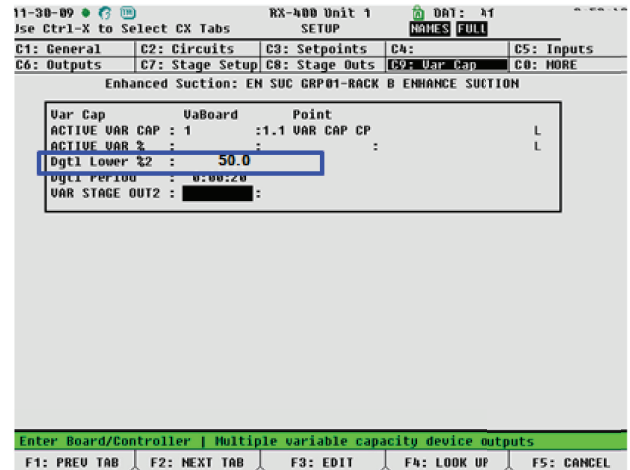 11-30-09 RX-400 Unit 1 DAT: 41
Use Ctrl-X to Select CX Tabs SETUP NAMES FULL
C1: General C2: Circuits C3: Setpoints C4: C5: Inputs
C6: Outputs C7: Stage Setup C8: Stage Outs C9: Var Cap C0: MORE
Enhanced Suction: EN SUC GRP01-RACK B ENHANCE SUCTION
Var Cap VaBoard Point
ACTIVE VAR CAP : 1 :1.1 VAR CAP CP L
ACTIVE VAR % : : : L
Dgtl Lower %2 : 50.0
Dgtl Period : 0:00:20
VAR STAGE OUT2 : :
Enter Board/Controller | Multiple variable capacity device outputs
F1: PREV TAB F2: NEXT TAB F3: EDIT F4: LOOK UP F5: CANCEL